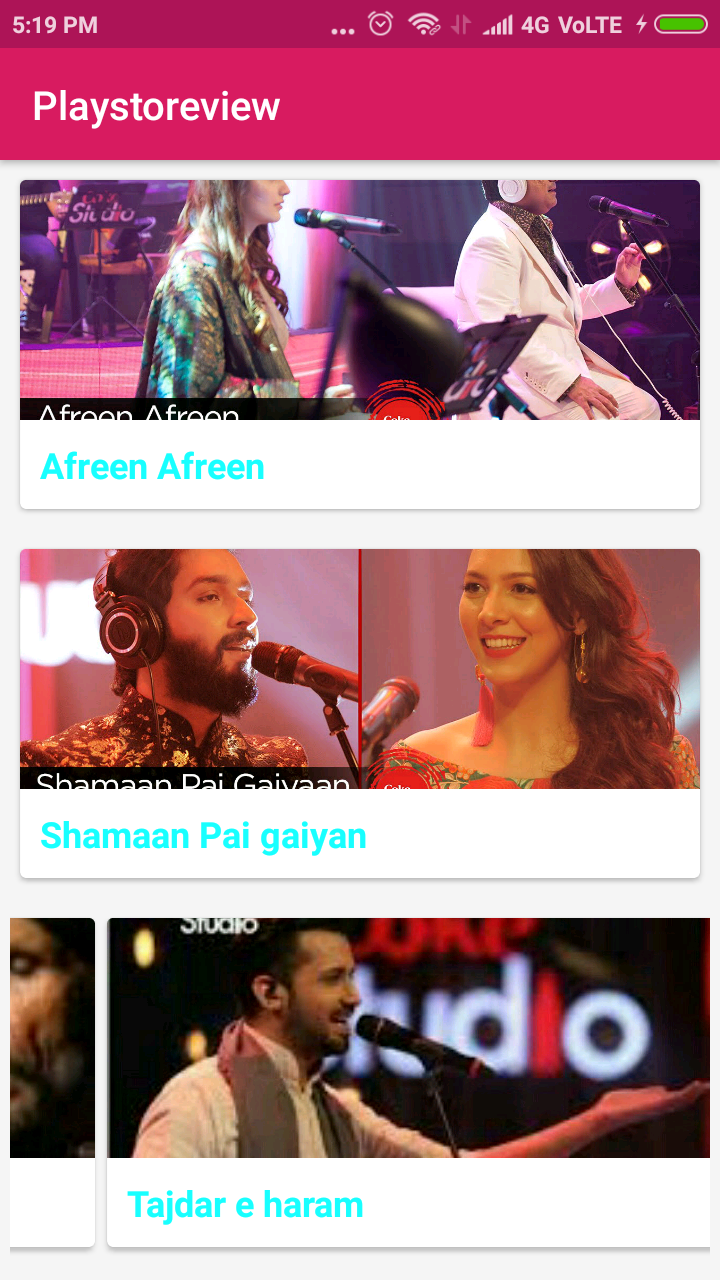 5:19 PM ... 4G VoLTE
Playstoreview
Studio
Afreen Afreen
Coke
Afreen Afreen
Shamaan Pai Gaiyaan
Coke
Shamaan Pai gaiyan
Studio
Coke
studio
Tajdar e haram